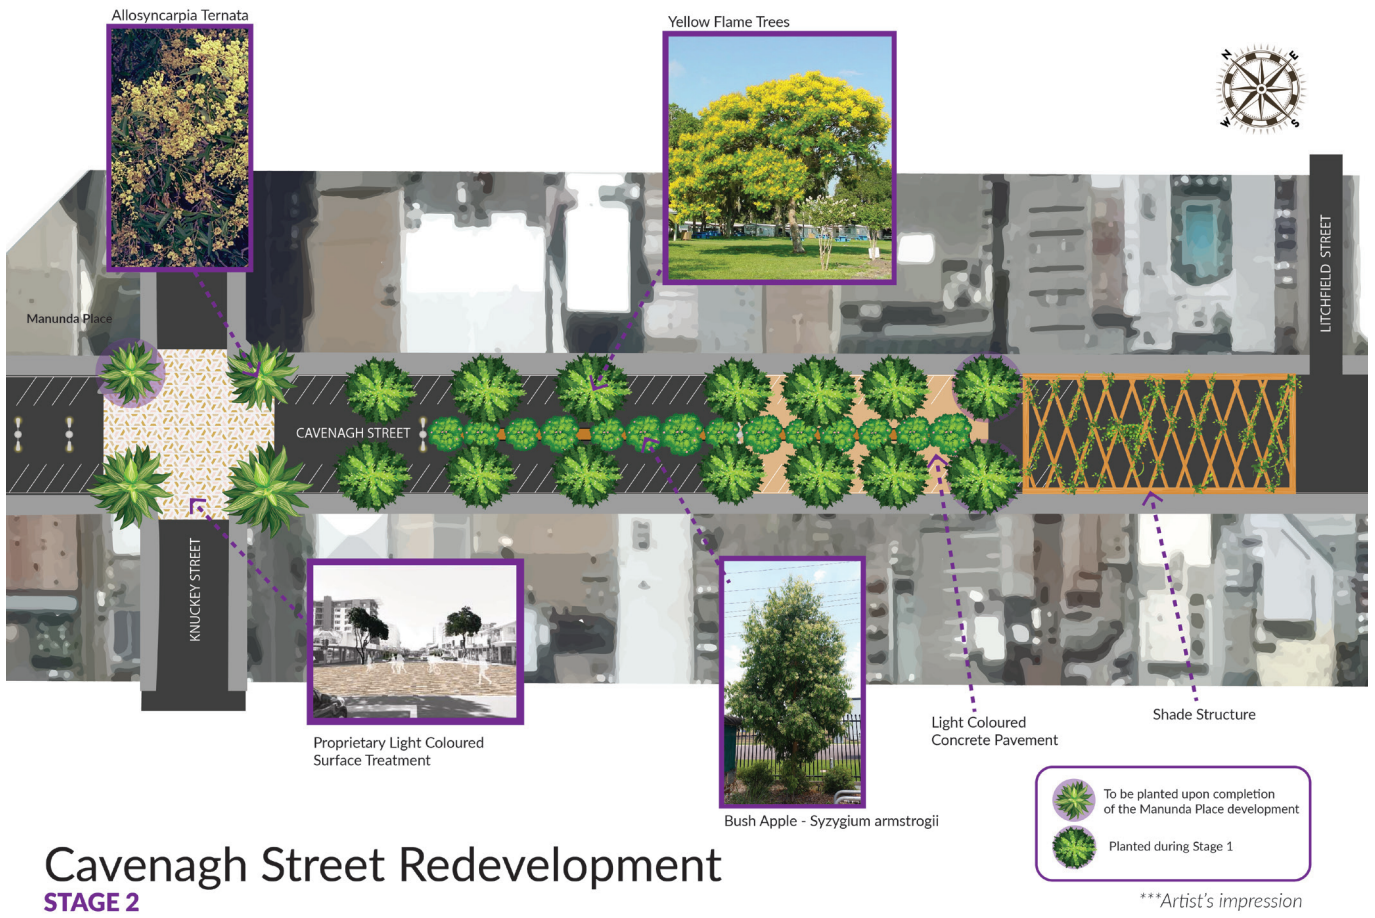 Allosyncarpia Ternata
Yellow Flame Trees
N
E
W
S
LITCHFIELD STREET
Manunda Place
CAVENAGH STREET
KNUCKEY STREET
Proprietary Light Coloured
Surface Treatment
Light Coloured
Concrete Pavement
Shade Structure
Bush Apple - Syzygium armstrogii
To be planted upon completion
of the Manunda Place development
Planted during Stage 1
Cavenagh Street Redevelopment
STAGE 2
***Artist's impression